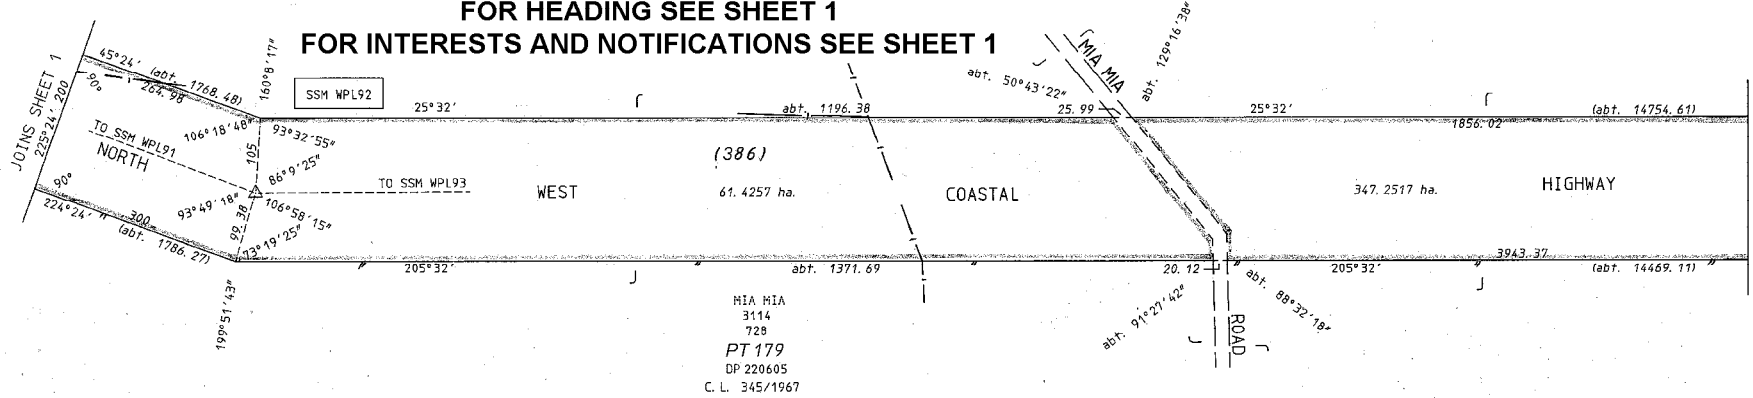 FOR HEADING SEE SHEET 1
FOR INTERESTS AND NOTIFICATIONS SEE SHEET 1
JOINS SHEET 1
225°24' 200
45°24' (abt. 1768.48)
264.98
90°
160°8'17"
SSM WPL92
25°32'
abt. 1196.38
abt. 50°43'22"
25.99
MIA MIA
abt. 129°16'38"
25°32'
(abt. 14754.61)
1856.02
TO SSM WPL91
NORTH
106°18'48"
93°32'55"
105
86°9'25"
TO SSM WPL93
WEST
(386)
61.4257 ha.
COASTAL
347.2517 ha.
HIGHWAY
90°
224°24' " 300
(abt. 1786.27)
93°49'18"
106°58'15"
99.38
73°19'25"
199°51'43"
205°32'
abt. 1371.69
20.12
205°32'
3943.37
(abt. 14469.11)
abt. 91°27'42"
abt. 88°32'18"
ROAD
MIA MIA
3114
728
PT 179
DP 220605
C.L. 345/1967